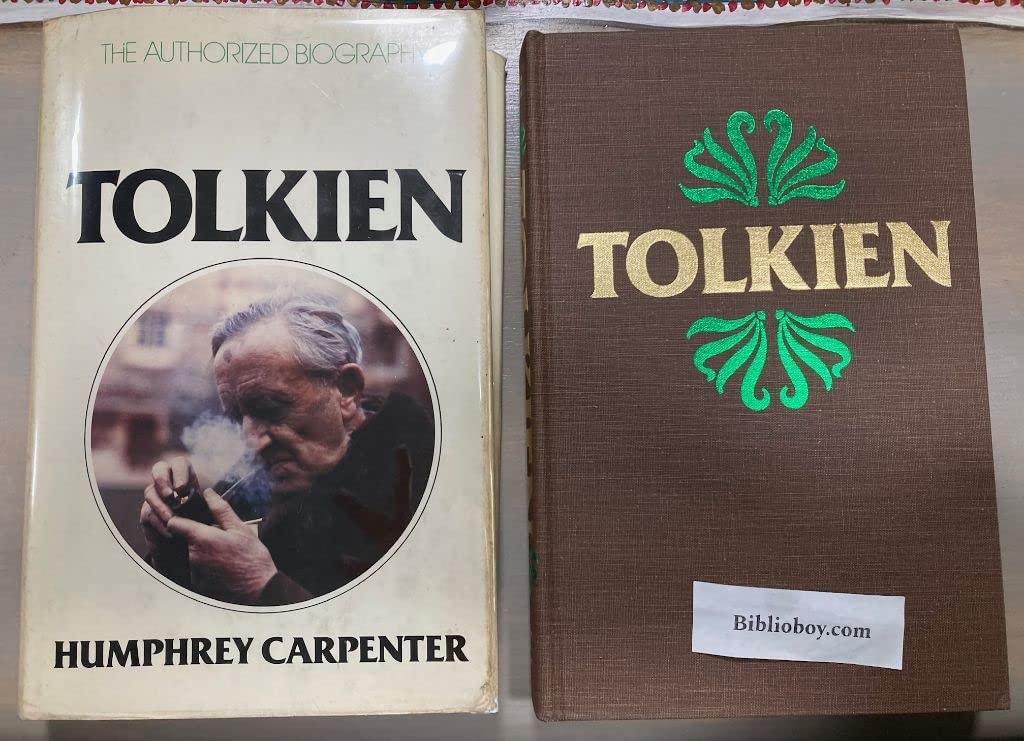 THE AUTHORIZED BIOGRAPHY
TOLKIEN
HUMPHREY CARPENTER
TOLKIEN
Biblioboy.com